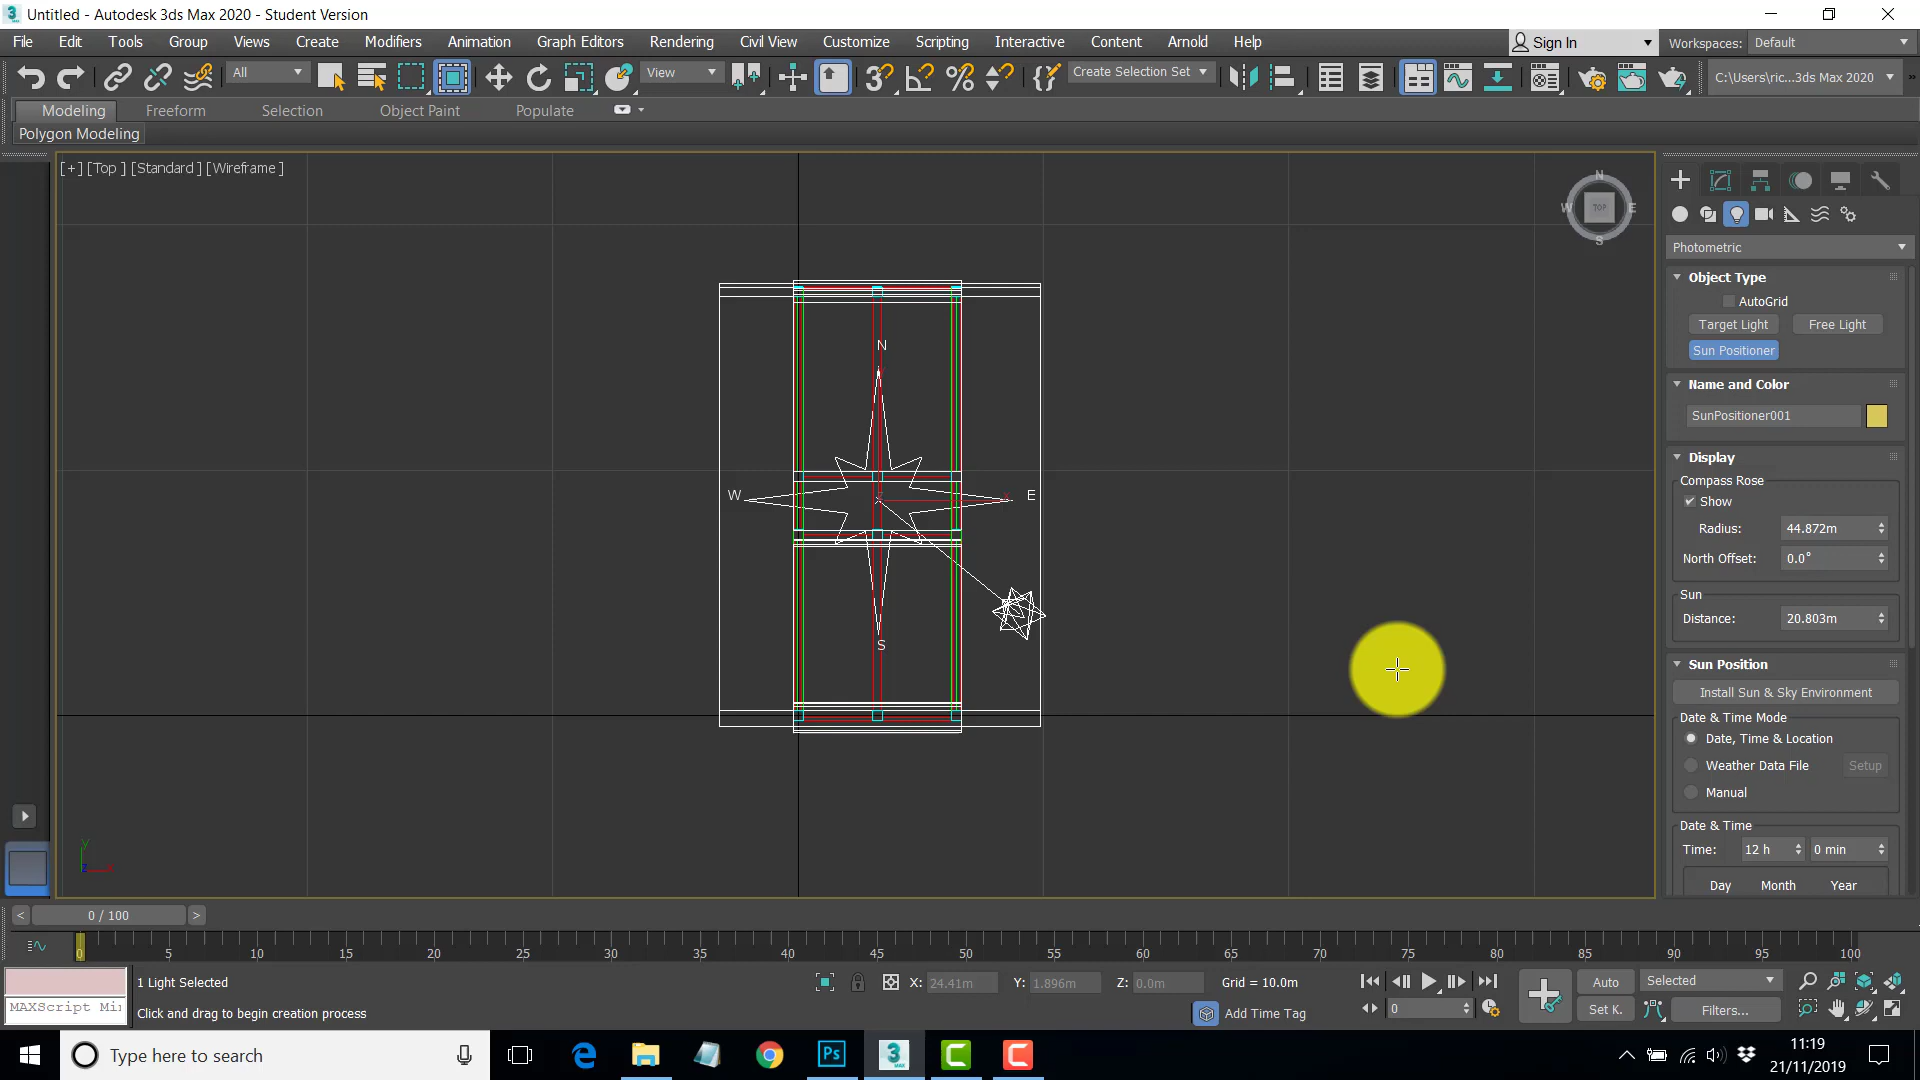 Untitled - Autodesk 3ds Max 2020 - Student Version
File Edit Tools Group Views Create Modifiers Animation Graph Editors Rendering Civil View Customize Scripting Interactive Content Arnold Help
Sign In Workspaces: Default
All View Create Selection Set C:\Users\ric...3ds Max 2020
Modeling Freeform Selection Object Paint Populate
Polygon Modeling
[+] [Top ] [Standard ] [Wireframe ]
N
W TOP E
S
N
W E
S
Photometric
Object Type
AutoGrid
Target Light Free Light
Sun Positioner
Name and Color
SunPositioner001
Display
Compass Rose
Show
Radius: 44.872m
North Offset: 0.0°
Sun
Distance: 20.803m
Sun Position
Install Sun & Sky Environment
Date & Time Mode
Date, Time & Location
Weather Data File Setup
Manual
Date & Time
Time: 12 h 0 min
Day Month Year
y
z x
< 0 / 100 >
0 5 10 15 20 25 30 35 40 45 50 55 60 65 70 75 80 85 90 95 100
1 Light Selected X: 24.41m Y: 1.896m Z: 0.0m Grid = 10.0m Auto Selected
MAXScript Mi Click and drag to begin creation process Add Time Tag 0 Set K. Filters...
Type here to search Ps 3 MAX 11:19
21/11/2019